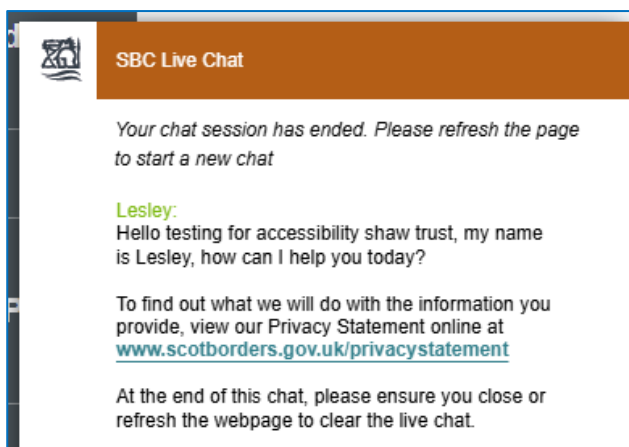 SBC Live Chat
Your chat session has ended. Please refresh the page
to start a new chat
Lesley:
Hello testing for accessibility shaw trust, my name
is Lesley, how can I help you today?
To find out what we will do with the information you
provide, view our Privacy Statement online at
www.scotborders.gov.uk/privacystatement
At the end of this chat, please ensure you close or
refresh the webpage to clear the live chat.